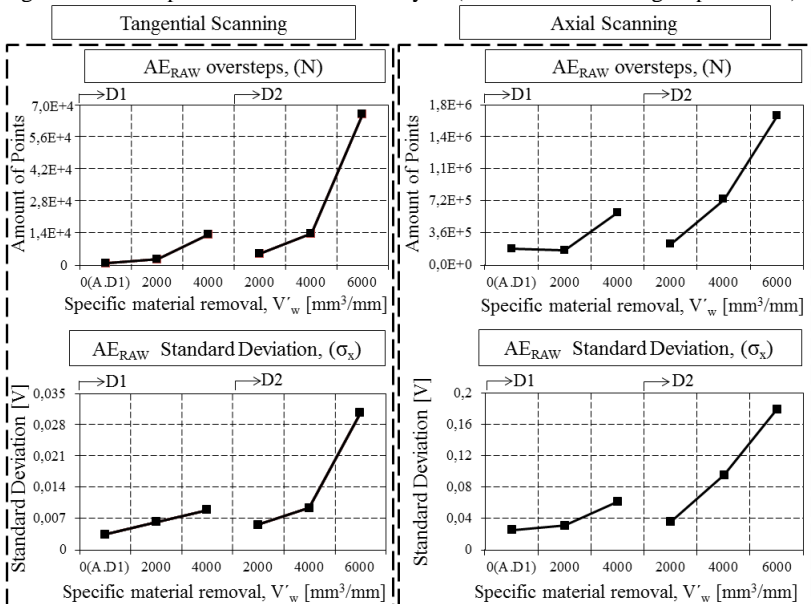 Tangential Scanning
AE_RAW oversteps, (N)
D1
D2
Amount of Points
7,0E+4
5,6E+4
4,2E+4
2,8E+4
1,4E+4
0
0(A.D1) 2000 4000 2000 4000 6000
Specific material removal, V´w [mm³/mm]
AE_RAW Standard Deviation, (σx)
D1
D2
Standard Deviation [V]
0,035
0,028
0,021
0,014
0,007
0
0(A.D1) 2000 4000 2000 4000 6000
Specific material removal, V´w [mm³/mm]
Axial Scanning
AE_RAW oversteps, (N)
D1
D2
Amount of Points
1,8E+6
1,4E+6
1,1E+6
7,2E+5
3,6E+5
0,0E+0
0(A.D1) 2000 4000 2000 4000 6000
Specific material removal, V´w [mm³/mm]
AE_RAW Standard Deviation, (σx)
D1
D2
Standard Deviation [V]
0,2
0,16
0,12
0,08
0,04
0
0(A.D1) 2000 4000 2000 4000 6000
Specific material removal, V´w [mm³/mm]